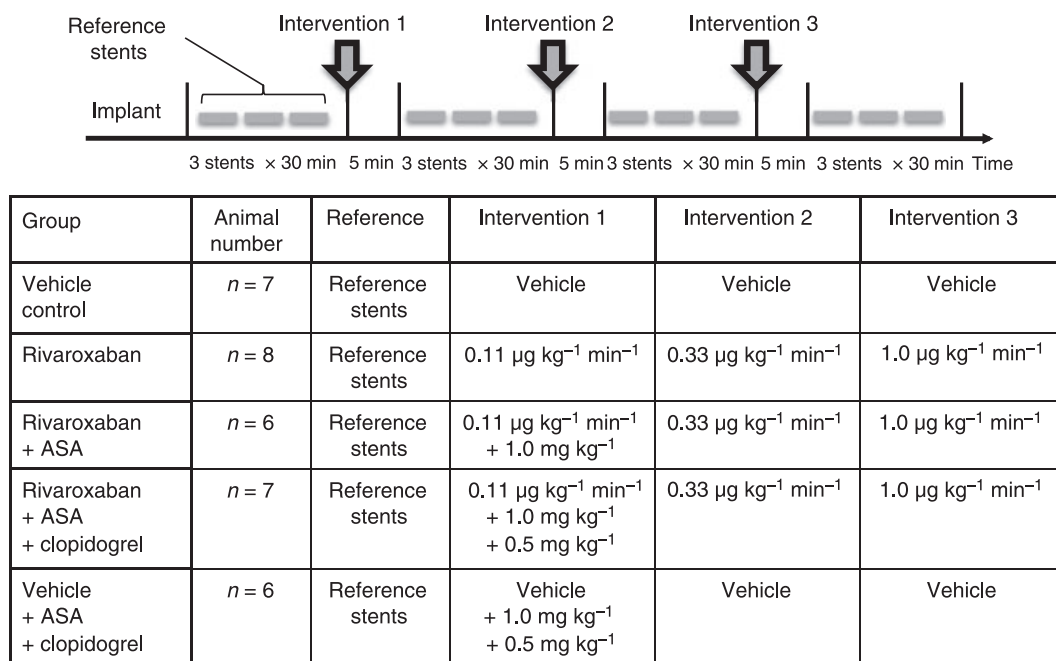 Reference
stents
Intervention 1 Intervention 2 Intervention 3
Implant
3 stents × 30 min 5 min 3 stents × 30 min 5 min 3 stents × 30 min 5 min 3 stents × 30 min Time
Group Animal number Reference Intervention 1 Intervention 2 Intervention 3
Vehicle control n = 7 Reference stents Vehicle Vehicle Vehicle
Rivaroxaban n = 8 Reference stents 0.11 µg kg⁻¹ min⁻¹ 0.33 µg kg⁻¹ min⁻¹ 1.0 µg kg⁻¹ min⁻¹
Rivaroxaban + ASA n = 6 Reference stents 0.11 µg kg⁻¹ min⁻¹ + 1.0 mg kg⁻¹ 0.33 µg kg⁻¹ min⁻¹ 1.0 µg kg⁻¹ min⁻¹
Rivaroxaban + ASA + clopidogrel n = 7 Reference stents 0.11 µg kg⁻¹ min⁻¹ + 1.0 mg kg⁻¹ + 0.5 mg kg⁻¹ 0.33 µg kg⁻¹ min⁻¹ 1.0 µg kg⁻¹ min⁻¹
Vehicle + ASA + clopidogrel n = 6 Reference stents Vehicle + 1.0 mg kg⁻¹ + 0.5 mg kg⁻¹ Vehicle Vehicle